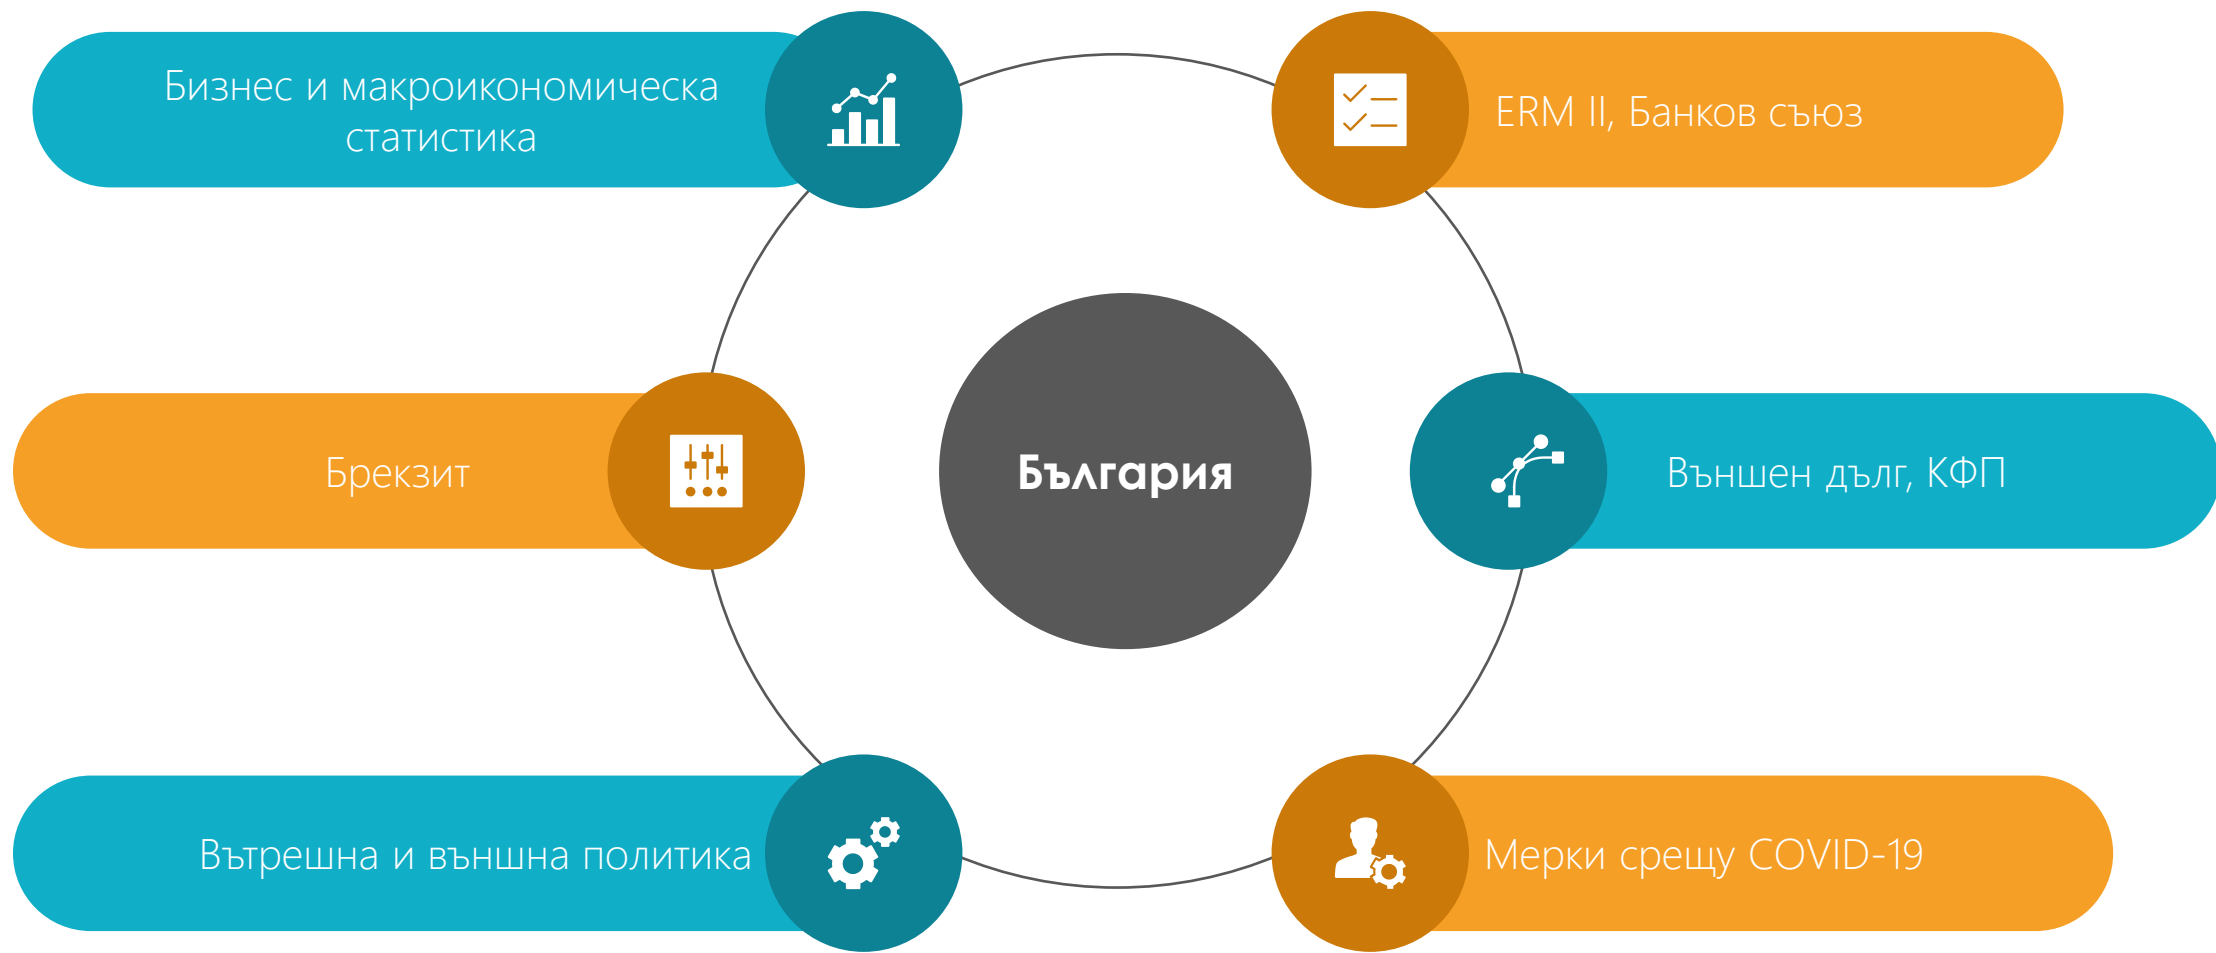 Бизнес и макроикономическа
статистика
ERM II, Банков съюз
Брекзит
България
Външен дълг, КФП
Вътрешна и външна политика
Мерки срещу COVID-19